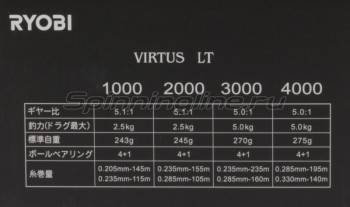 RYOBI
VIRTUS LT
1000 2000 3000 4000
ギヤー比 5.1:1 5.1:1 5.0:1 5.0:1
釣力(ドラグ最大) 2.5kg 2.5kg 5.0kg 5.0kg
標準自重 243g 245g 270g 275g
ボールベアリング 4+1 4+1 4+1 4+1
糸巻量 0.205mm-145m 0.235mm-155m 0.235mm-235m 0.285mm-195m
0.235mm-115m 0.285mm-105m 0.285mm-160m 0.330mm-140m
Spinningline.ru